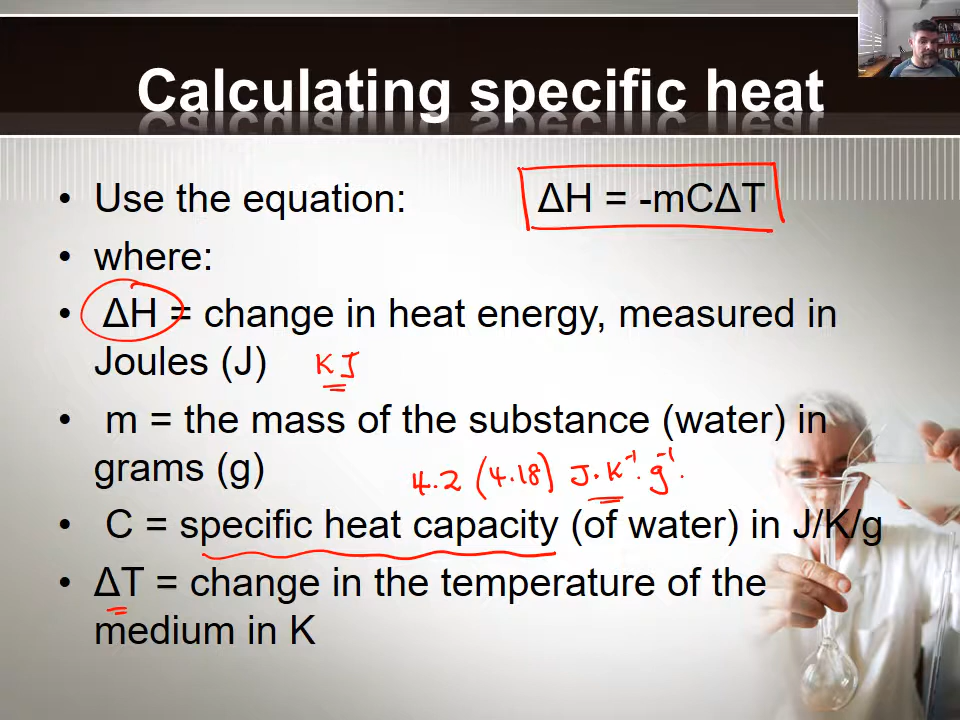 Calculating specific heat
• Use the equation: ΔH = -mCΔT
• where:
• ΔH = change in heat energy, measured in
Joules (J) KJ
• m = the mass of the substance (water) in
grams (g)
4.2 (4.18) J.K⁻¹.g⁻¹.
• C = specific heat capacity (of water) in J/K/g
• ΔT = change in the temperature of the
medium in K